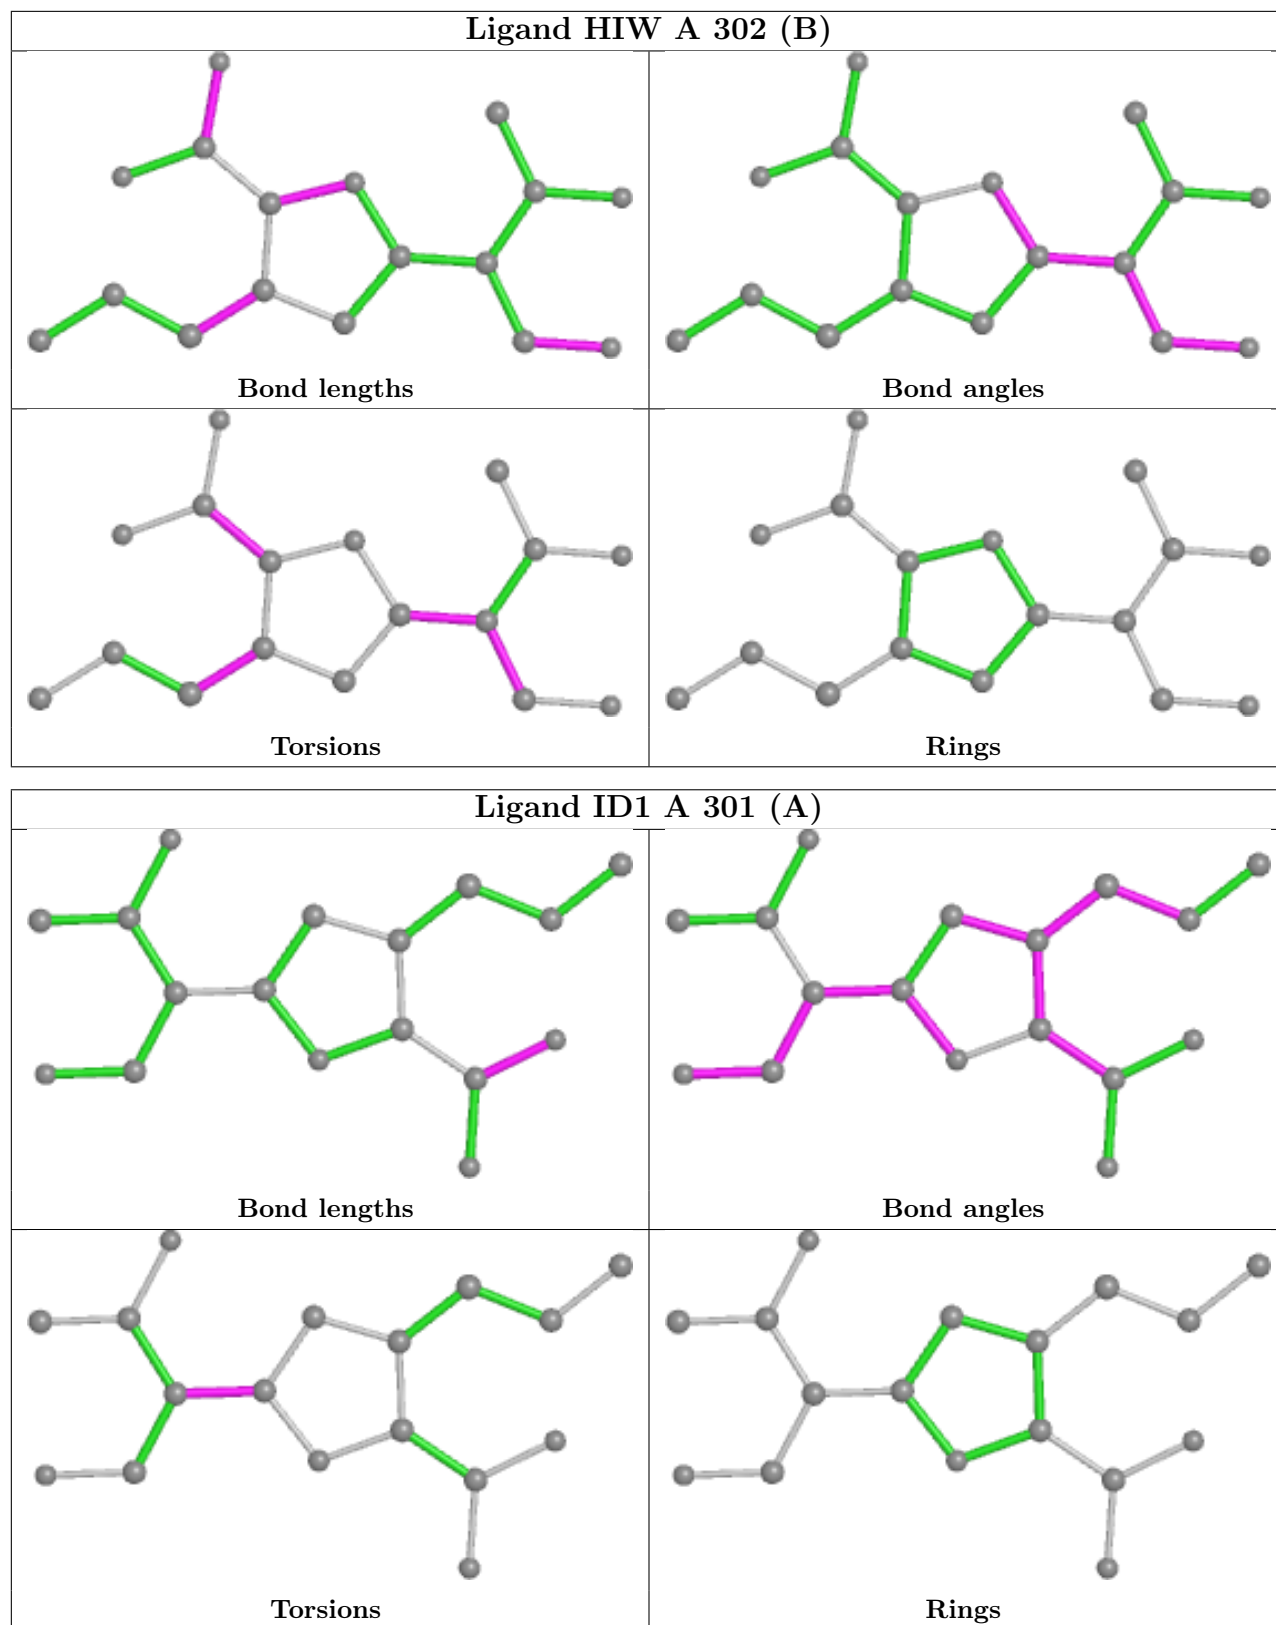 Ligand HIW A 302 (B)
Bond lengths
Bond angles
Torsions
Rings
Ligand ID1 A 301 (A)
Bond lengths
Bond angles
Torsions
Rings